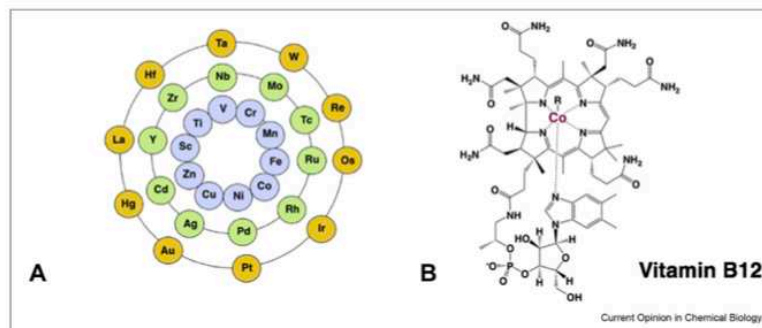 Ta
W
Hf
Nb
Zr
Mo
Re
V
Cr
Ti
Tc
Mn
La
Y
Sc
Fe
Ru
Os
Zn
Co
Cd
Cu
Ni
Hg
Rh
Ag
Pd
Ir
Au
Pt
A
O
NH₂
H₂N
O
O
NH₂
O
NH₂
R
N
N
Co
N
N
H
H₂N
O
O
NH₂
O
NH
N
N
O
⁻O
P
O
O
HO
H
H
H
H
O
OH
B
Vitamin B12
Current Opinion in Chemical Biology